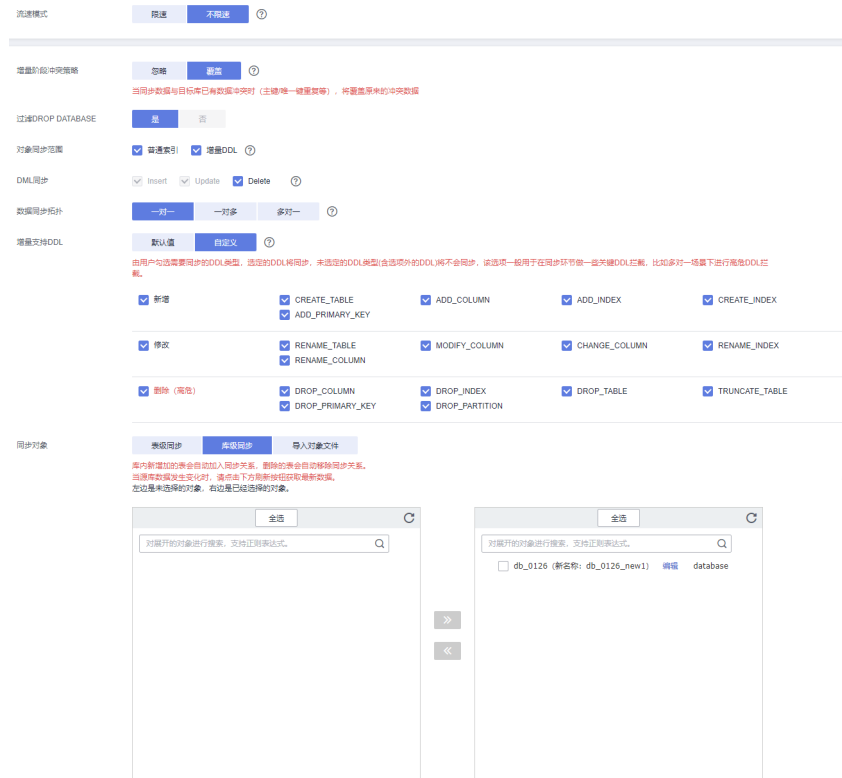 流速模式 限速 不限速
增量阶段冲突策略 忽略 覆盖
当同步数据与目标库已有数据冲突时（主键/唯一键重复等），将覆盖原来的冲突数据
过滤DROP DATABASE 是 否
对象同步范围 普通索引 增量DDL
DML同步 Insert Update Delete
数据同步拓扑 一对一 一对多 多对一
增量支持DDL 默认值 自定义
由用户勾选需要同步的DDL类型，选定的DDL将同步，未选定的DDL类型(含选项外的DDL)将不会同步，该选项一般用于在同步环节做一些关键DDL拦截，比如多对一场景下进行高危DDL拦
截。
新增 CREATE_TABLE ADD_COLUMN ADD_INDEX CREATE_INDEX
ADD_PRIMARY_KEY
修改 RENAME_TABLE MODIFY_COLUMN CHANGE_COLUMN RENAME_INDEX
RENAME_COLUMN
删除（高危） DROP_COLUMN DROP_INDEX DROP_TABLE TRUNCATE_TABLE
DROP_PRIMARY_KEY DROP_PARTITION
同步对象 表级同步 库级同步 导入对象文件
库内新增加的表会自动加入同步关系，删除的表会自动移除同步关系。
当源库数据发生变化时，请点击下方刷新按钮获取最新数据。
左边是未选择的对象，右边是已经选择的对象。
全选 全选
对展开的对象进行搜索，支持正则表达式。 对展开的对象进行搜索，支持正则表达式。
db_0126（新名称：db_0126_new1） 编辑 database